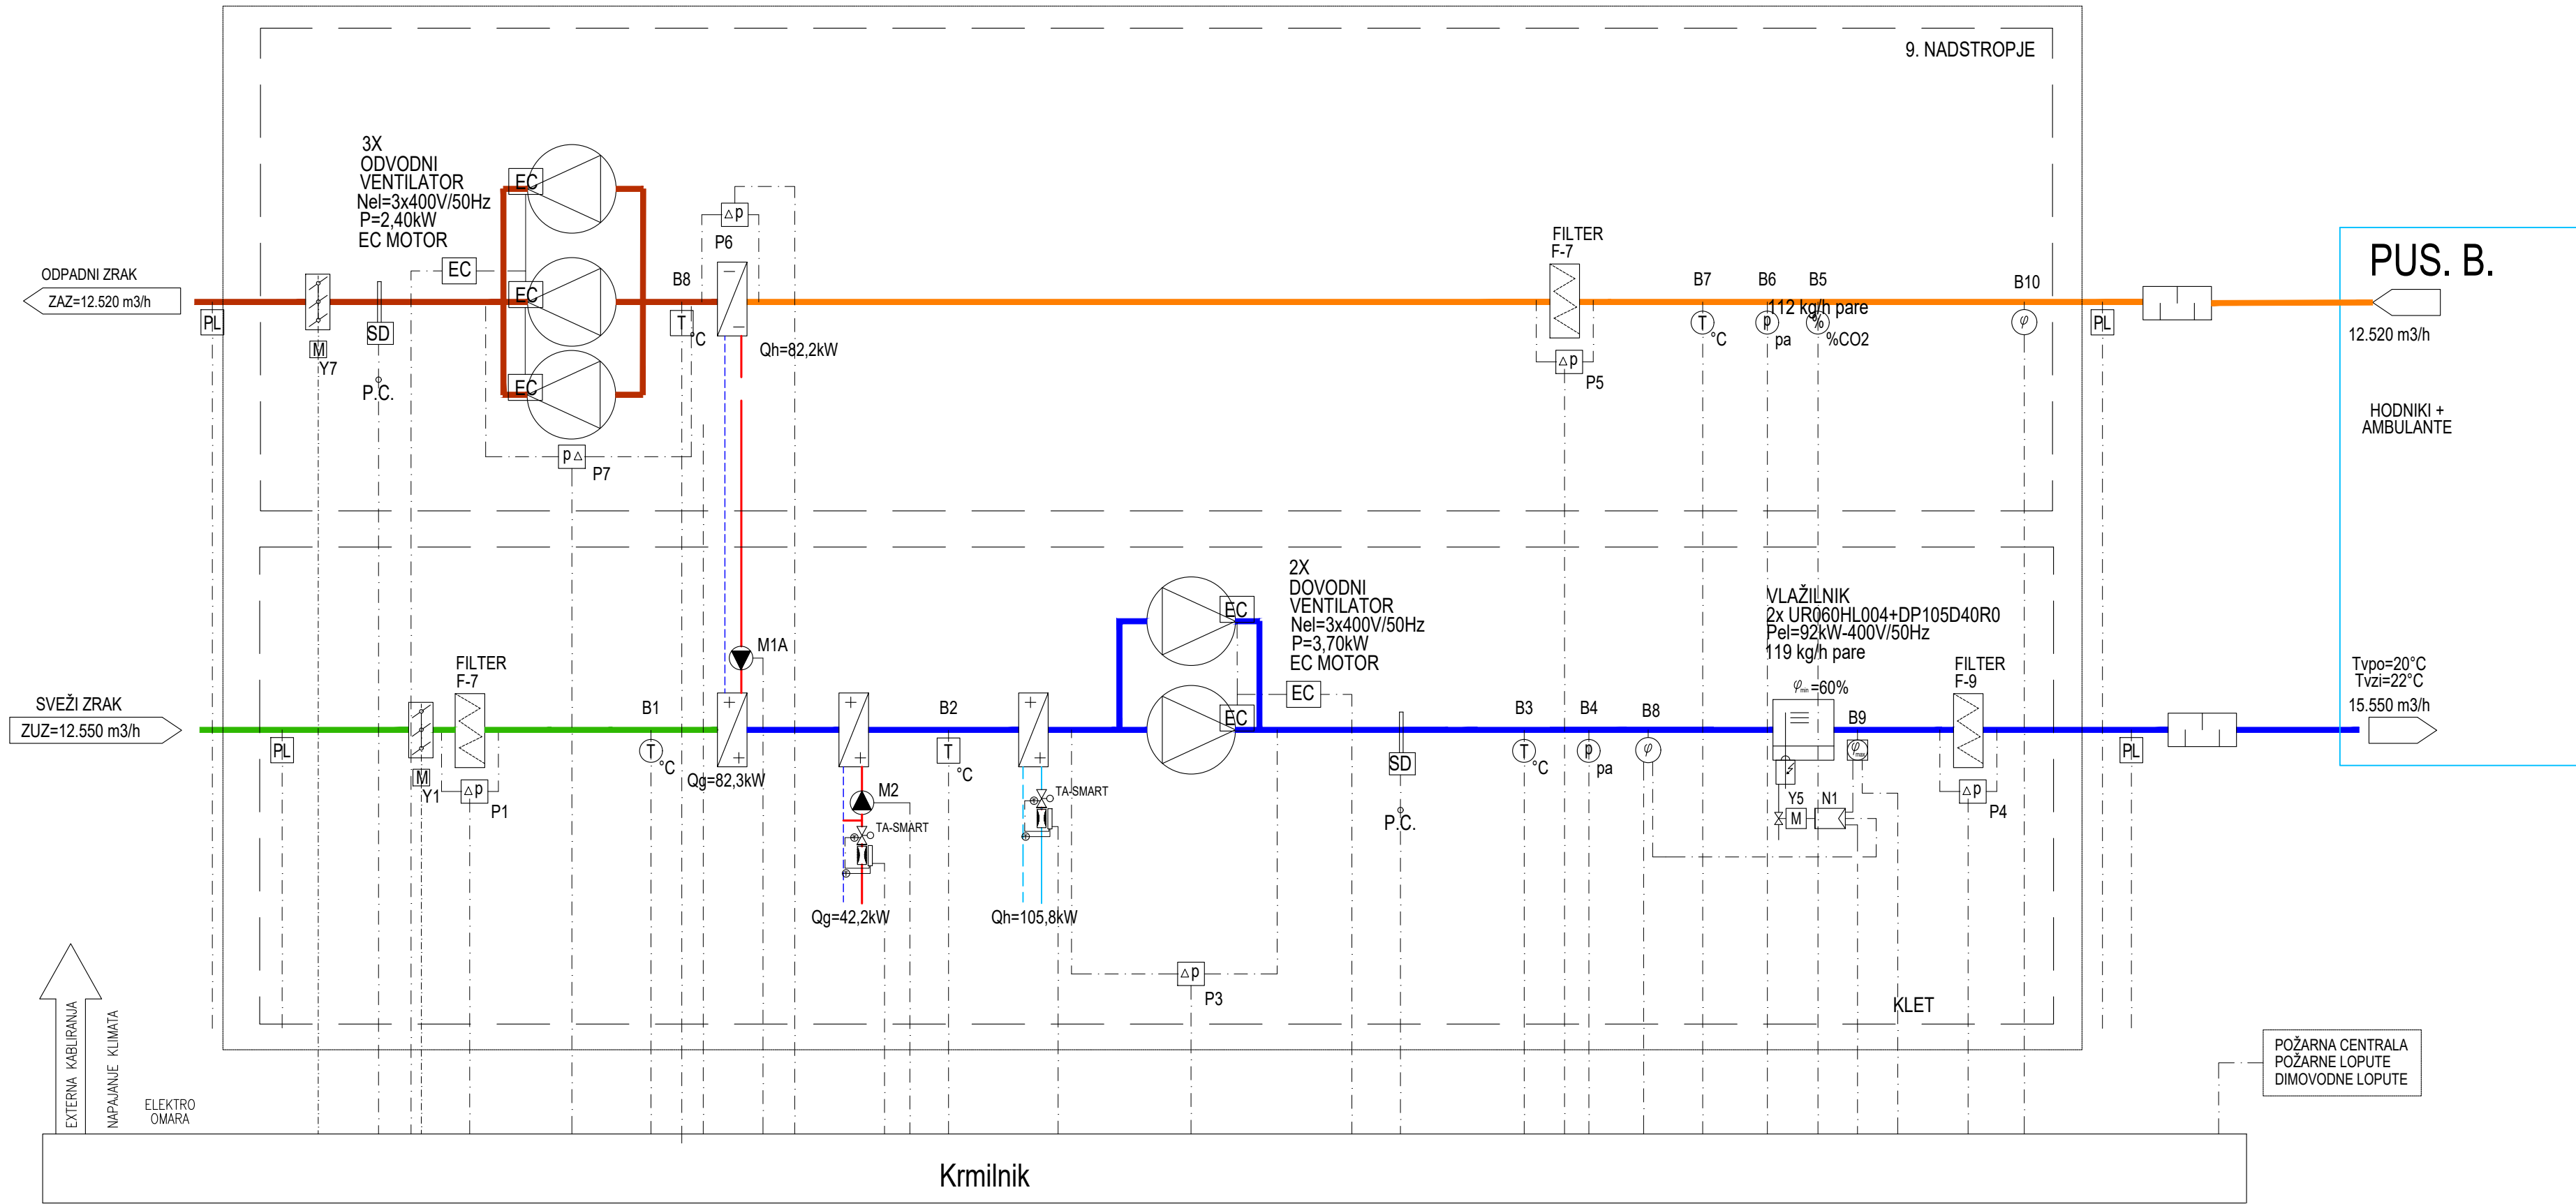 9. NADSTROPJE
3X
ODVODNI
VENTILATOR
Nel=3x400V/50Hz
P=2,40kW
EC MOTOR
EC
EC
EC
EC
△p
P6
ODPADNI ZRAK
ZAZ=12.520 m3/h
PL
M
Y7
SD
P.C.
p△
P7
B8
T
°C
Qh=82,2kW
FILTER
F-7
△p
P5
B7
T
°C
B6
p
pa
B5
112 kg/h pare
%
%CO2
B10
φ
PL
PUS. B.
12.520 m3/h
HODNIKI +
AMBULANTE
Tvpo=20°C
Tvzi=22°C
15.550 m3/h
SVEŽI ZRAK
ZUZ=12.550 m3/h
PL
M
Y1
FILTER
F-7
△p
P1
B1
T
°C
M1A
Qg=82,3kW
M2
TA-SMART
Qg=42,2kW
B2
T
°C
TA-SMART
Qh=105,8kW
2X
DOVODNI
VENTILATOR
Nel=3x400V/50Hz
P=3,70kW
EC MOTOR
EC
EC
EC
△p
P3
SD
P.C.
B3
T
°C
B4
p
pa
B8
φ
VLAŽILNIK
2x UR060HL004+DP105D40R0
Pel=92kW-400V/50Hz
119 kg/h pare
φmin=60%
B9
φmax
Y5
M
N1
FILTER
F-9
△p
P4
PL
KLET
EXTERNA KABLIRANJA
NAPAJANJE KLIMATA
ELEKTRO
OMARA
POŽARNA CENTRALA
POŽARNE LOPUTE
DIMOVODNE LOPUTE
Krmilnik